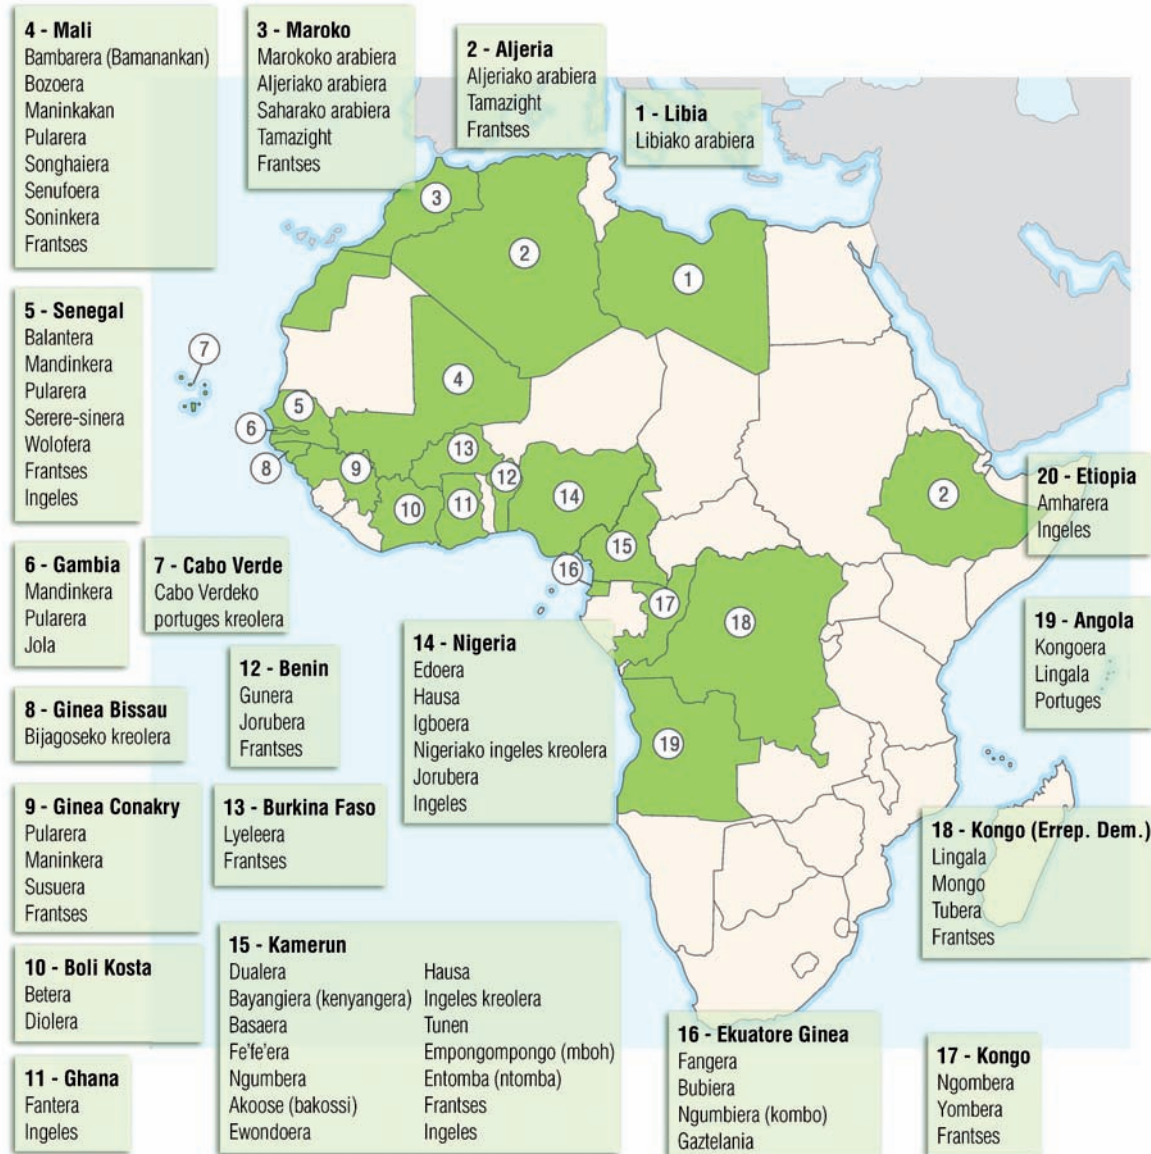 4 - Mali
Bambarera (Bamanankan)
Bozoera
Maninkakan
Pularera
Songhaiera
Senufoera
Soninkera
Frantses
3 - Maroko
Marokoko arabiera
Aljeriako arabiera
Saharako arabiera
Tamazight
Frantses
2 - Aljeria
Aljeriako arabiera
Tamazight
Frantses
1 - Libia
Libiako arabiera
5 - Senegal
Balantera
Mandinkera
Pularera
Serere-sinera
Wolofera
Frantses
Ingeles
3
2
1
7
4
5
6
13
8
9
12
14
2
10
11
15
16
17
18
19
20 - Etiopia
Amharera
Ingeles
6 - Gambia
Mandinkera
Pularera
Jola
7 - Cabo Verde
Cabo Verdeko
portuges kreolera
19 - Angola
Kongoera
Lingala
Portuges
12 - Benin
Gunera
Jorubera
Frantses
14 - Nigeria
Edoera
Hausa
Igboera
Nigeriako ingeles kreolera
Jorubera
Ingeles
8 - Ginea Bissau
Bijagoseko kreolera
9 - Ginea Conakry
Pularera
Maninkera
Susuera
Frantses
13 - Burkina Faso
Lyeleera
Frantses
18 - Kongo (Errep. Dem.)
Lingala
Mongo
Tubera
Frantses
10 - Boli Kosta
Betera
Diolera
15 - Kamerun
Dualera
Bayangiera (kenyangera)
Basaera
Fe'fe'era
Ngumbera
Akoose (bakossi)
Ewondoera
Hausa
Ingeles kreolera
Tunen
Empongompongo (mboh)
Entomba (ntomba)
Frantses
Ingeles
11 - Ghana
Fantera
Ingeles
16 - Ekuatore Ginea
Fangera
Bubiera
Ngumbiera (kombo)
Gaztelania
17 - Kongo
Ngombera
Yombera
Frantses